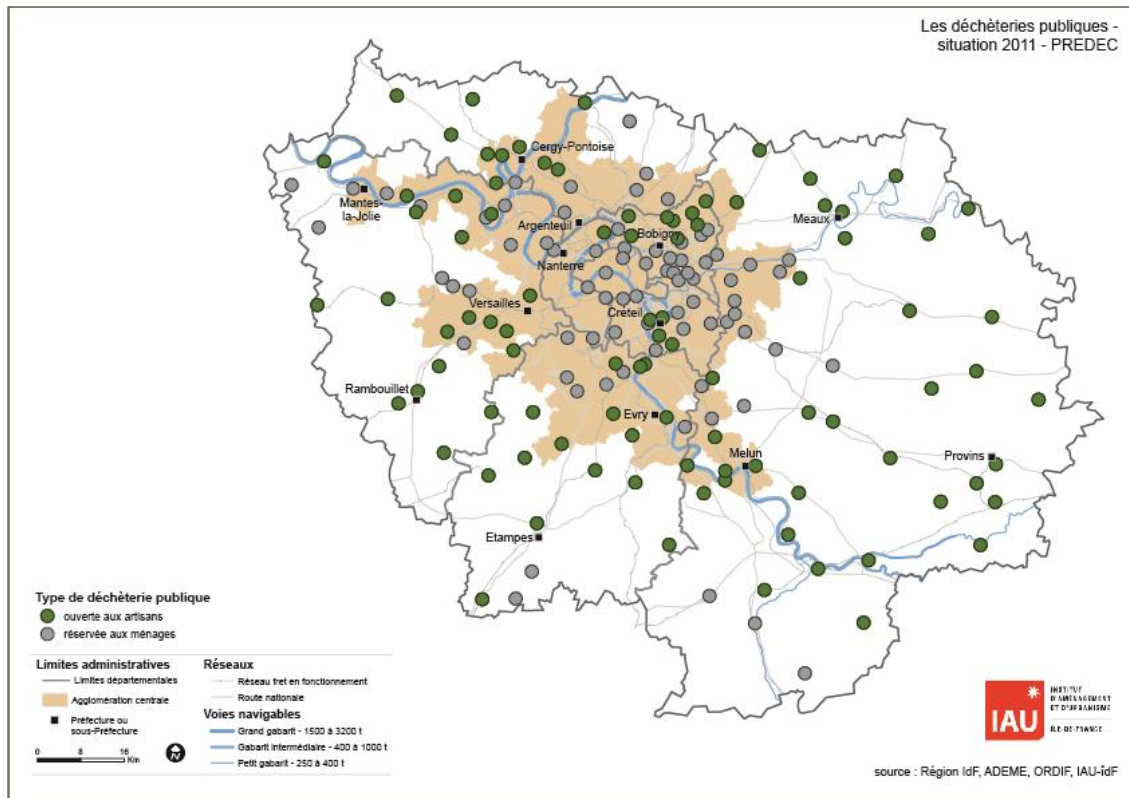 Les déchèteries publiques -
situation 2011 - PREDEC
Cergy-Pontoise
Mantes-
la-Jolie
Argenteuil
Bobigny
Meaux
Nanterre
Versailles
Créteil
Rambouillet
Evry
Melun
Provins
Etampes
Type de déchèterie publique
ouverte aux artisans
réservée aux ménages
Limites administratives
Limites départementales
Agglomération centrale
Préfecture ou
sous-Préfecture
0 8 16
Km
N
Réseaux
Réseau fret en fonctionnement
Route nationale
Voies navigables
Grand gabarit - 1500 à 3200 t
Gabarit intermédiaire - 400 à 1000 t
Petit gabarit - 250 à 400 t
IAU
INSTITUT
D'AMÉNAGEMENT
ET D'URBANISME
ÎLE-DE-FRANCE
source : Région IdF, ADEME, ORDIF, IAU-îdF